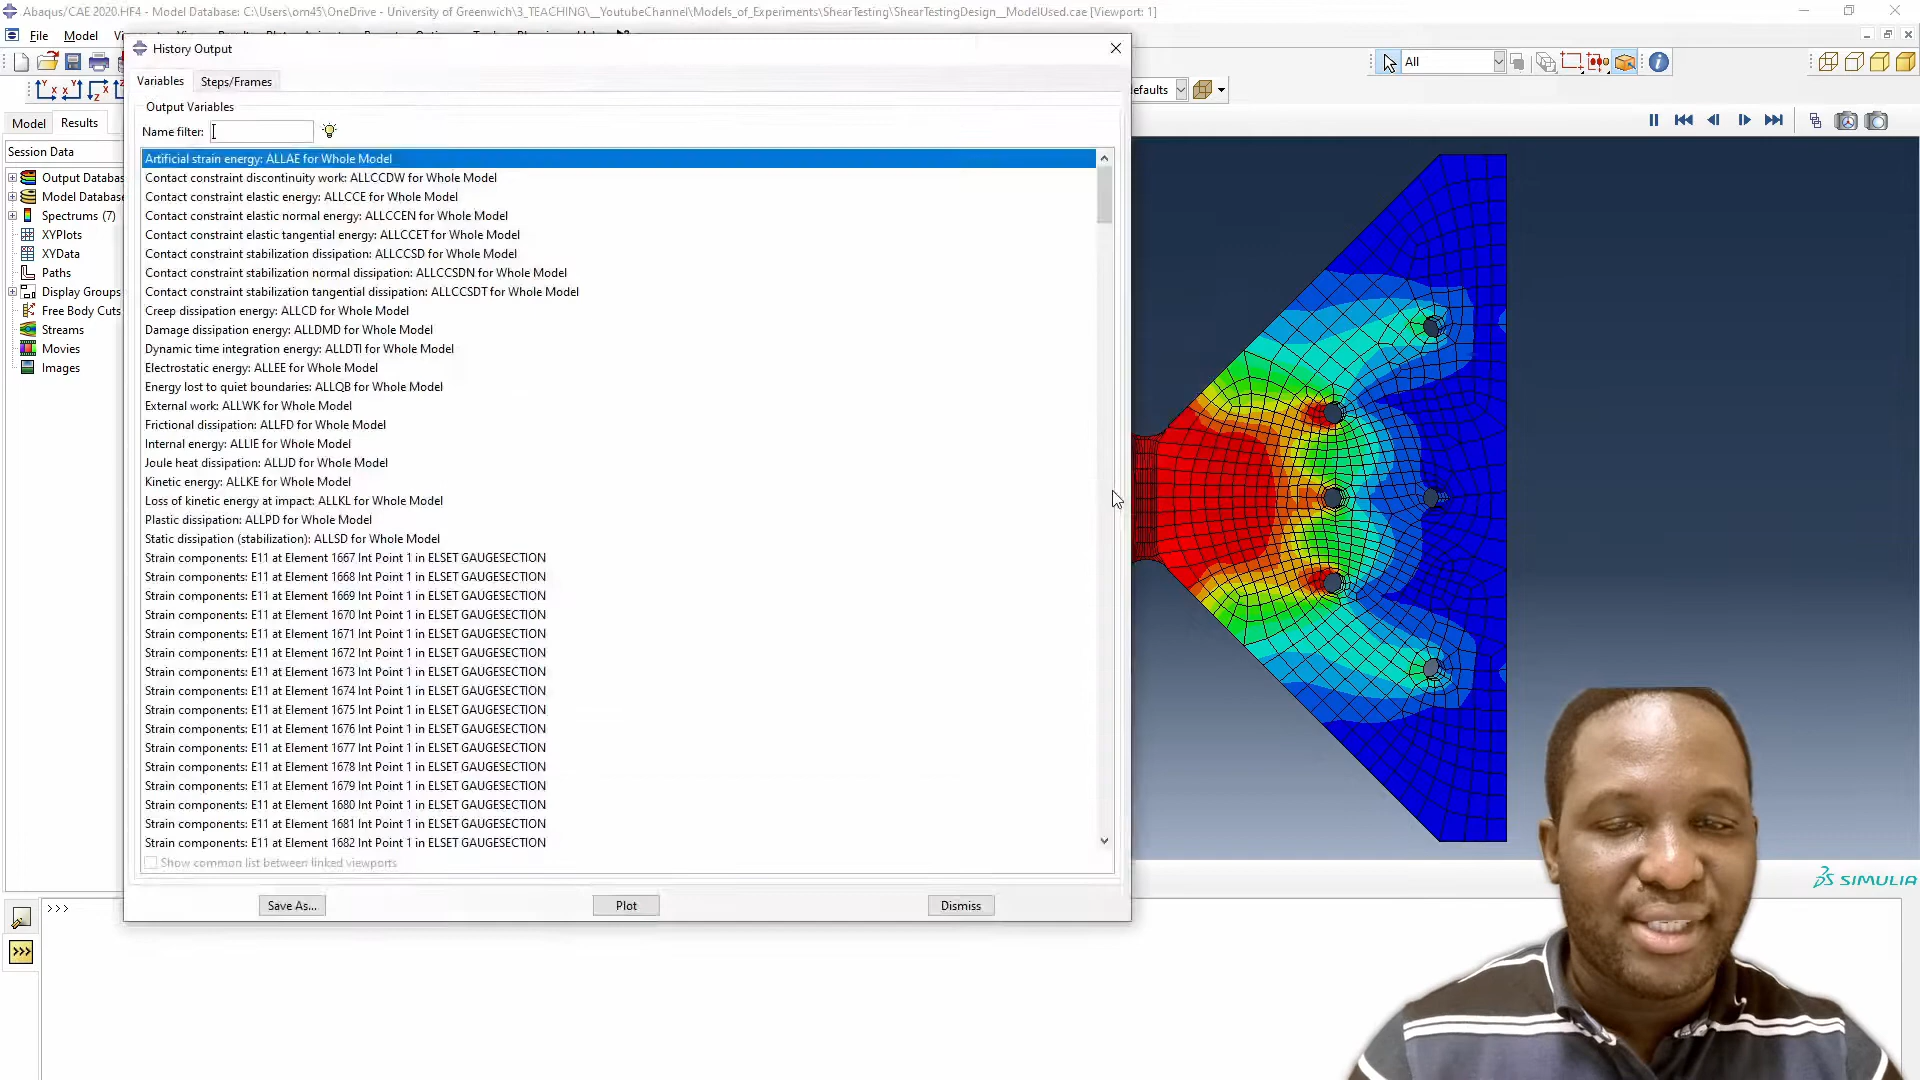 Abaqus/CAE 2020.HF4 - Model Database: C:\Users\om45\OneDrive - University of Greenwich\3_TEACHING\__YoutubeChannel\Models_of_Experiments\ShearTesting\ShearTestingDesign__ModelUsed.cae [Viewport: 1]
File Model
History Output
All
Variables Steps/Frames
efaults
Output Variables
Model Results
Name filter:
Session Data
Artificial strain energy: ALLAE for Whole Model
Output Databa
Contact constraint discontinuity work: ALLCCDW for Whole Model
Model Databas
Contact constraint elastic energy: ALLCCE for Whole Model
Spectrums (7)
Contact constraint elastic normal energy: ALLCCEN for Whole Model
XYPlots
Contact constraint elastic tangential energy: ALLCCET for Whole Model
XYData
Contact constraint stabilization dissipation: ALLCCSD for Whole Model
Paths
Contact constraint stabilization normal dissipation: ALLCCSDN for Whole Model
Display Groups
Contact constraint stabilization tangential dissipation: ALLCCSDT for Whole Model
Free Body Cuts
Creep dissipation energy: ALLCD for Whole Model
Streams
Damage dissipation energy: ALLDMD for Whole Model
Movies
Dynamic time integration energy: ALLDTI for Whole Model
Images
Electrostatic energy: ALLEE for Whole Model
Energy lost to quiet boundaries: ALLQB for Whole Model
External work: ALLWK for Whole Model
Frictional dissipation: ALLFD for Whole Model
Internal energy: ALLIE for Whole Model
Joule heat dissipation: ALLJD for Whole Model
Kinetic energy: ALLKE for Whole Model
Loss of kinetic energy at impact: ALLKL for Whole Model
Plastic dissipation: ALLPD for Whole Model
Static dissipation (stabilization): ALLSD for Whole Model
Strain components: E11 at Element 1667 Int Point 1 in ELSET GAUGESECTION
Strain components: E11 at Element 1668 Int Point 1 in ELSET GAUGESECTION
Strain components: E11 at Element 1669 Int Point 1 in ELSET GAUGESECTION
Strain components: E11 at Element 1670 Int Point 1 in ELSET GAUGESECTION
Strain components: E11 at Element 1671 Int Point 1 in ELSET GAUGESECTION
Strain components: E11 at Element 1672 Int Point 1 in ELSET GAUGESECTION
Strain components: E11 at Element 1673 Int Point 1 in ELSET GAUGESECTION
Strain components: E11 at Element 1674 Int Point 1 in ELSET GAUGESECTION
Strain components: E11 at Element 1675 Int Point 1 in ELSET GAUGESECTION
Strain components: E11 at Element 1676 Int Point 1 in ELSET GAUGESECTION
Strain components: E11 at Element 1677 Int Point 1 in ELSET GAUGESECTION
Strain components: E11 at Element 1678 Int Point 1 in ELSET GAUGESECTION
Strain components: E11 at Element 1679 Int Point 1 in ELSET GAUGESECTION
Strain components: E11 at Element 1680 Int Point 1 in ELSET GAUGESECTION
Strain components: E11 at Element 1681 Int Point 1 in ELSET GAUGESECTION
Strain components: E11 at Element 1682 Int Point 1 in ELSET GAUGESECTION
Show common list between linked viewports
Save As... Plot Dismiss
SIMULIA
>>>
>>>